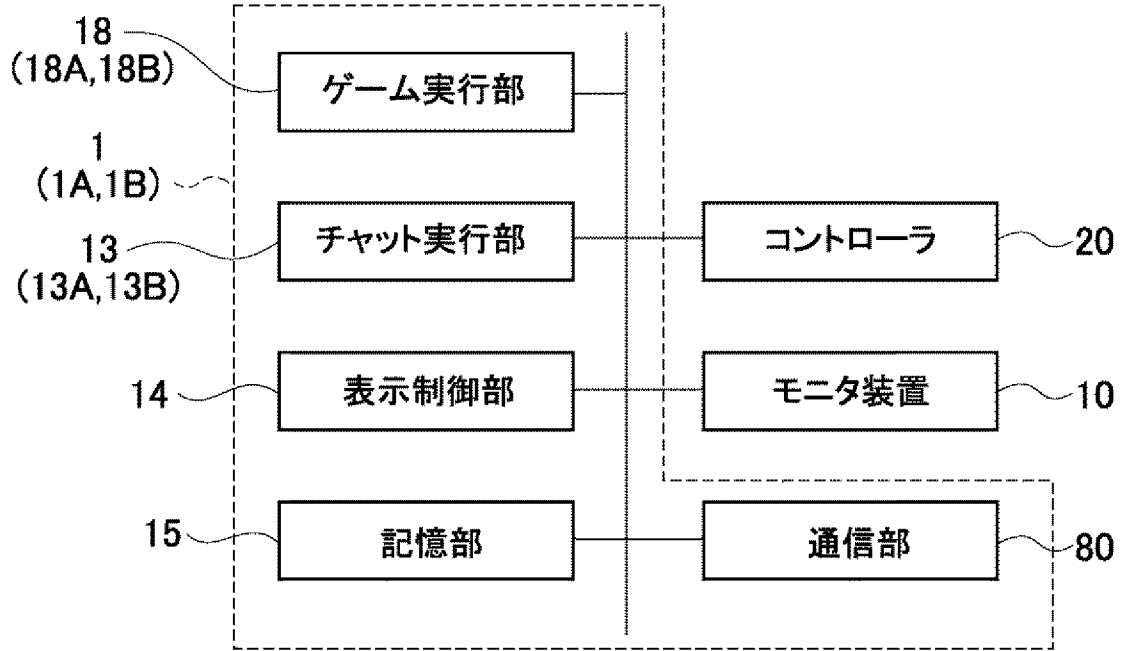 18
(18A,18B)
ゲーム実行部
1
(1A,1B)
チャット実行部
13
(13A,13B)
コントローラ
20
表示制御部
14
モニタ装置
10
記憶部
15
通信部
80